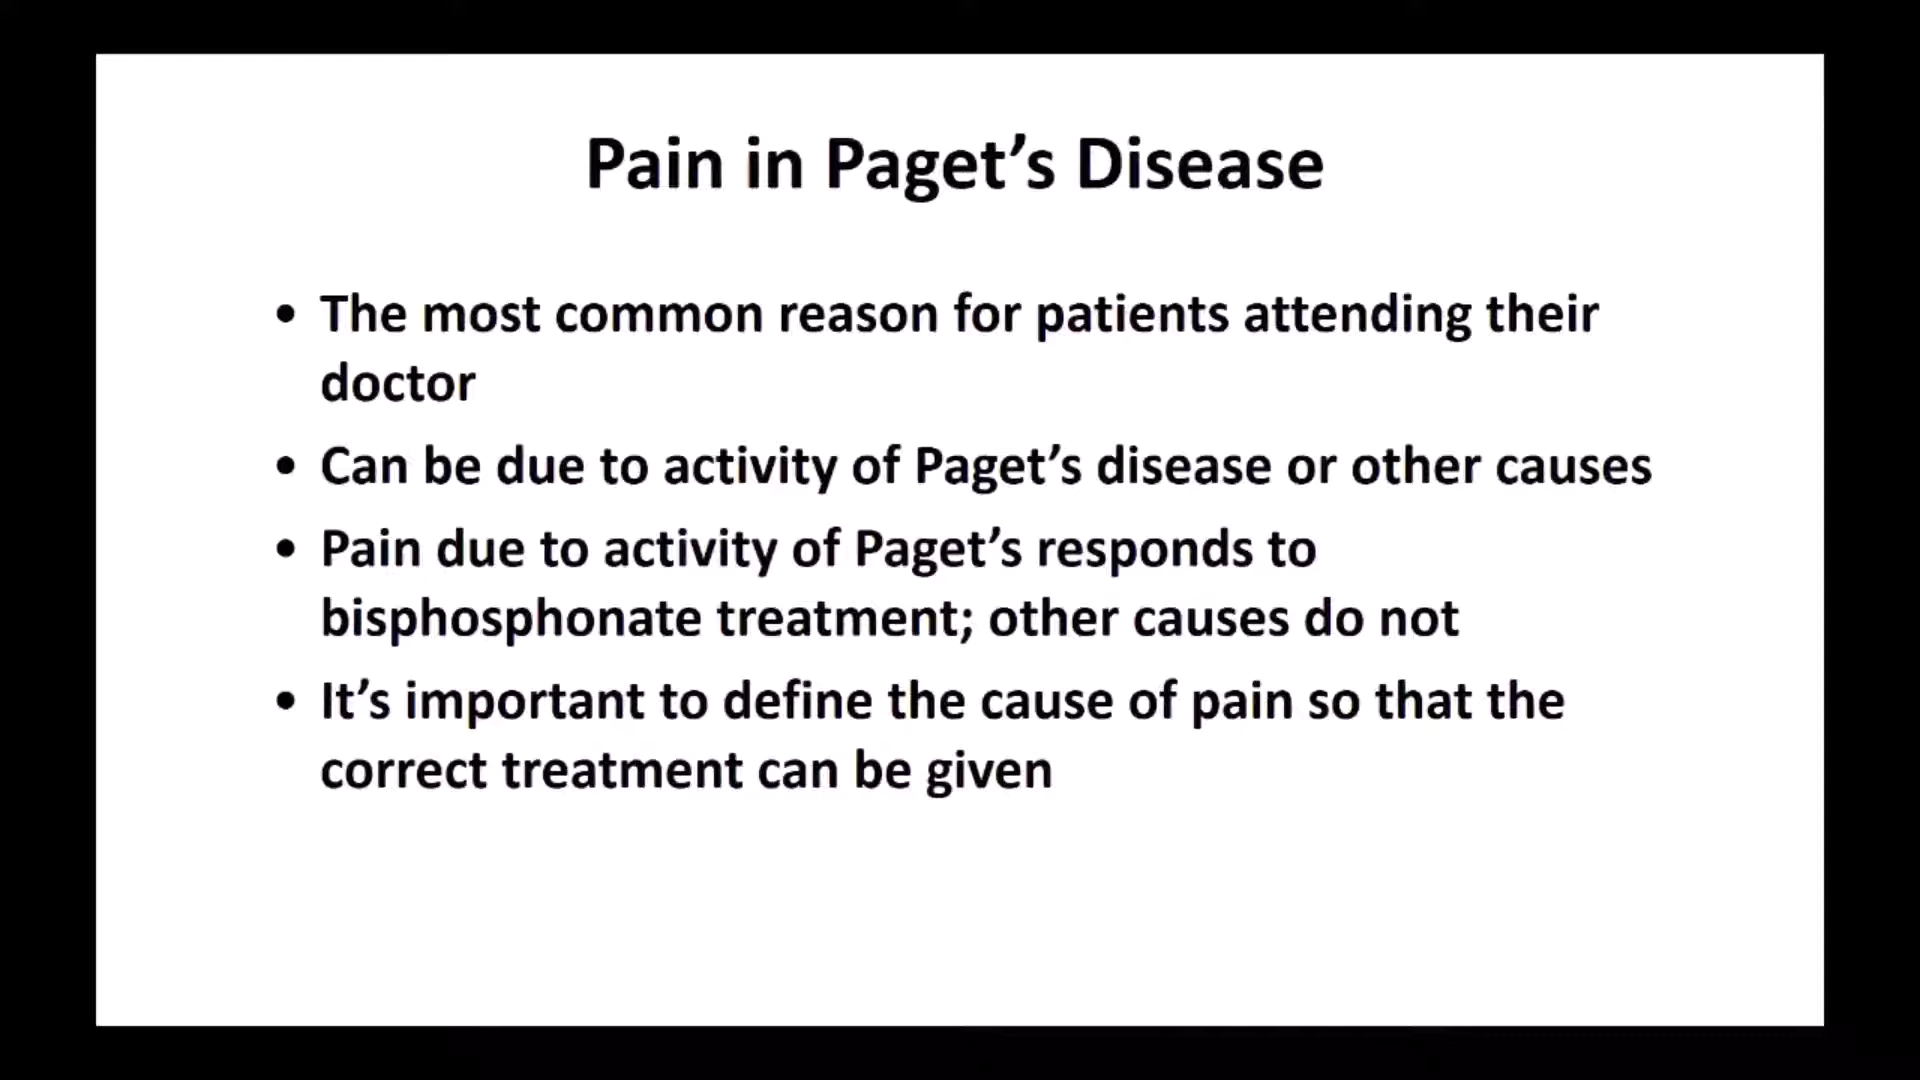 Pain in Paget’s Disease
• The most common reason for patients attending their
doctor
• Can be due to activity of Paget’s disease or other causes
• Pain due to activity of Paget’s responds to
bisphosphonate treatment; other causes do not
• It’s important to define the cause of pain so that the
correct treatment can be given